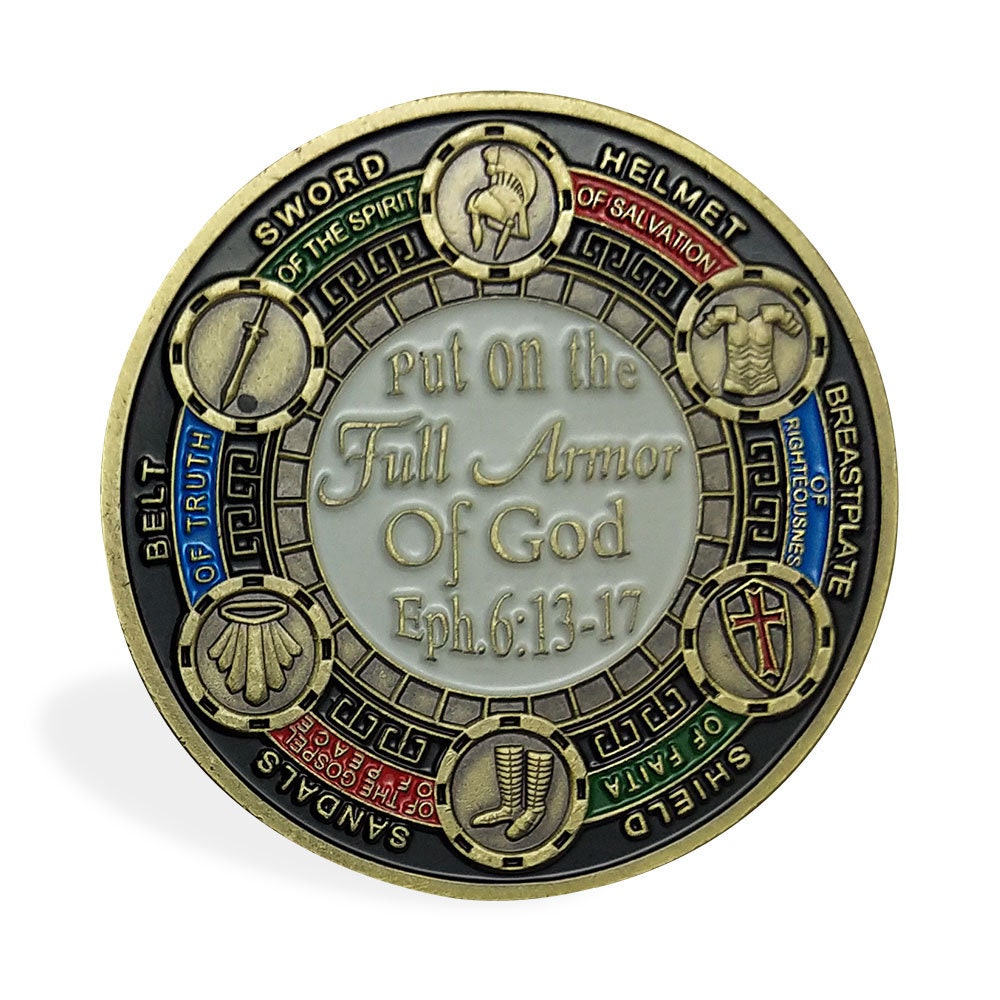 Put on the
Full Armor
Of God
Eph.6:13-17
HELMET
OF SALVATION
BREASTPLATE
OF
RIGHTEOUSNES
SHIELD
OF FAITA
SANDALS
OF THE GOSPEL
OF PEACE
BELT
OF TRUTH
SWORD
OF THE SPIRIT